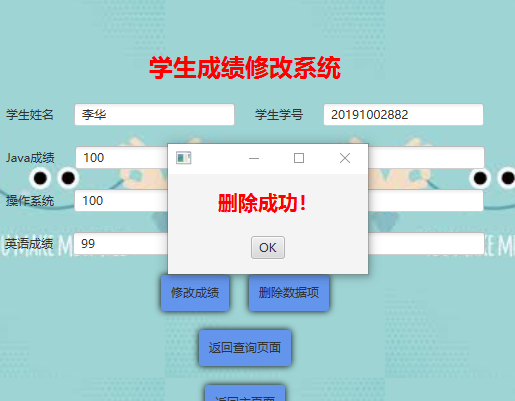 学生成绩修改系统
学生姓名 李华 学生学号 20191002882
Java成绩 100
删除成功！
操作系统 100
OK
英语成绩 99
修改成绩 删除数据项
返回查询页面
返回主页面